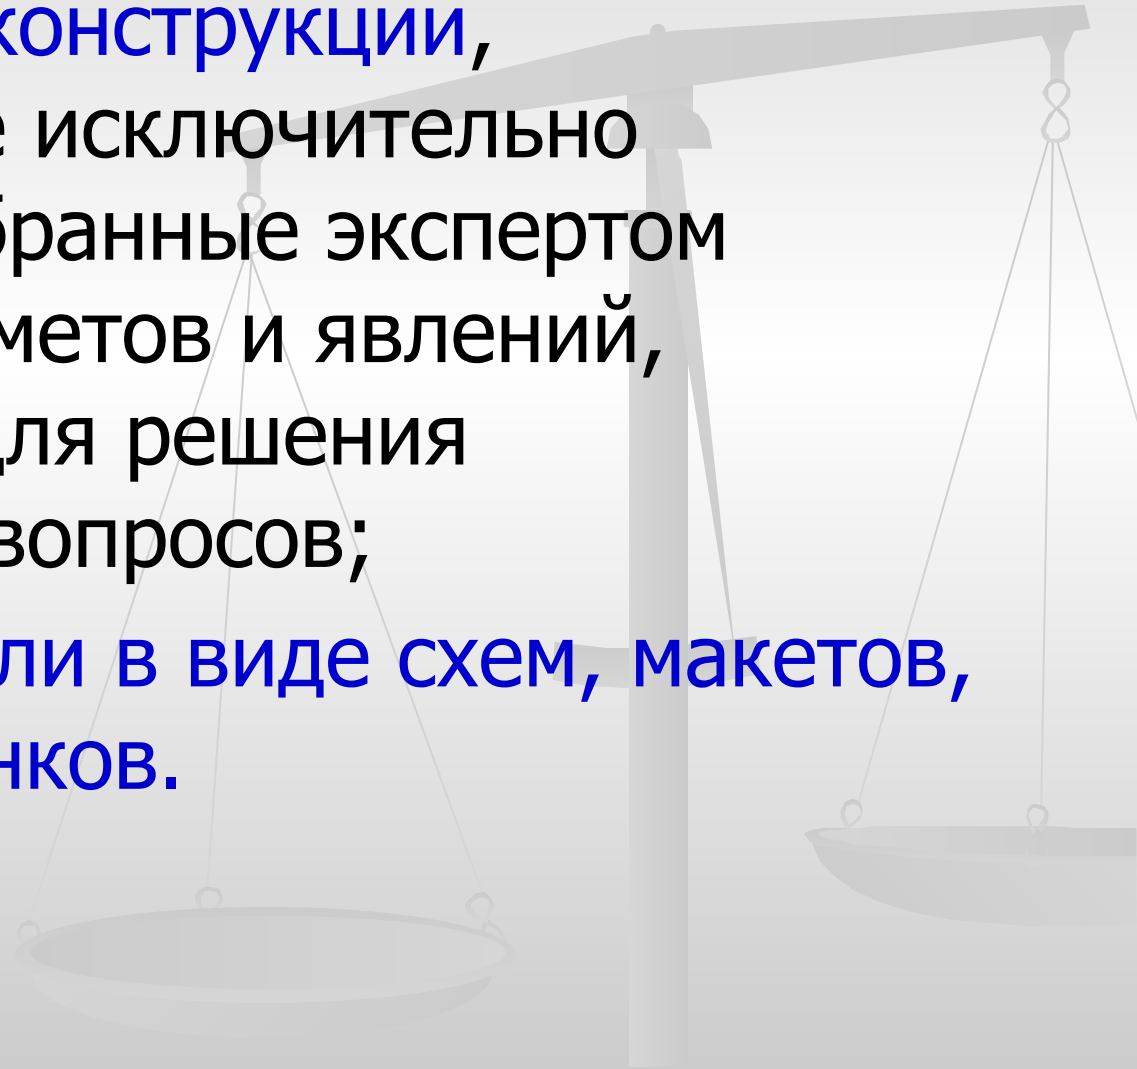 конструкции,
исключительно
бранные экспертом
метов и явлений,
для решения
вопросов;
ли в виде схем, макетов,
нков.